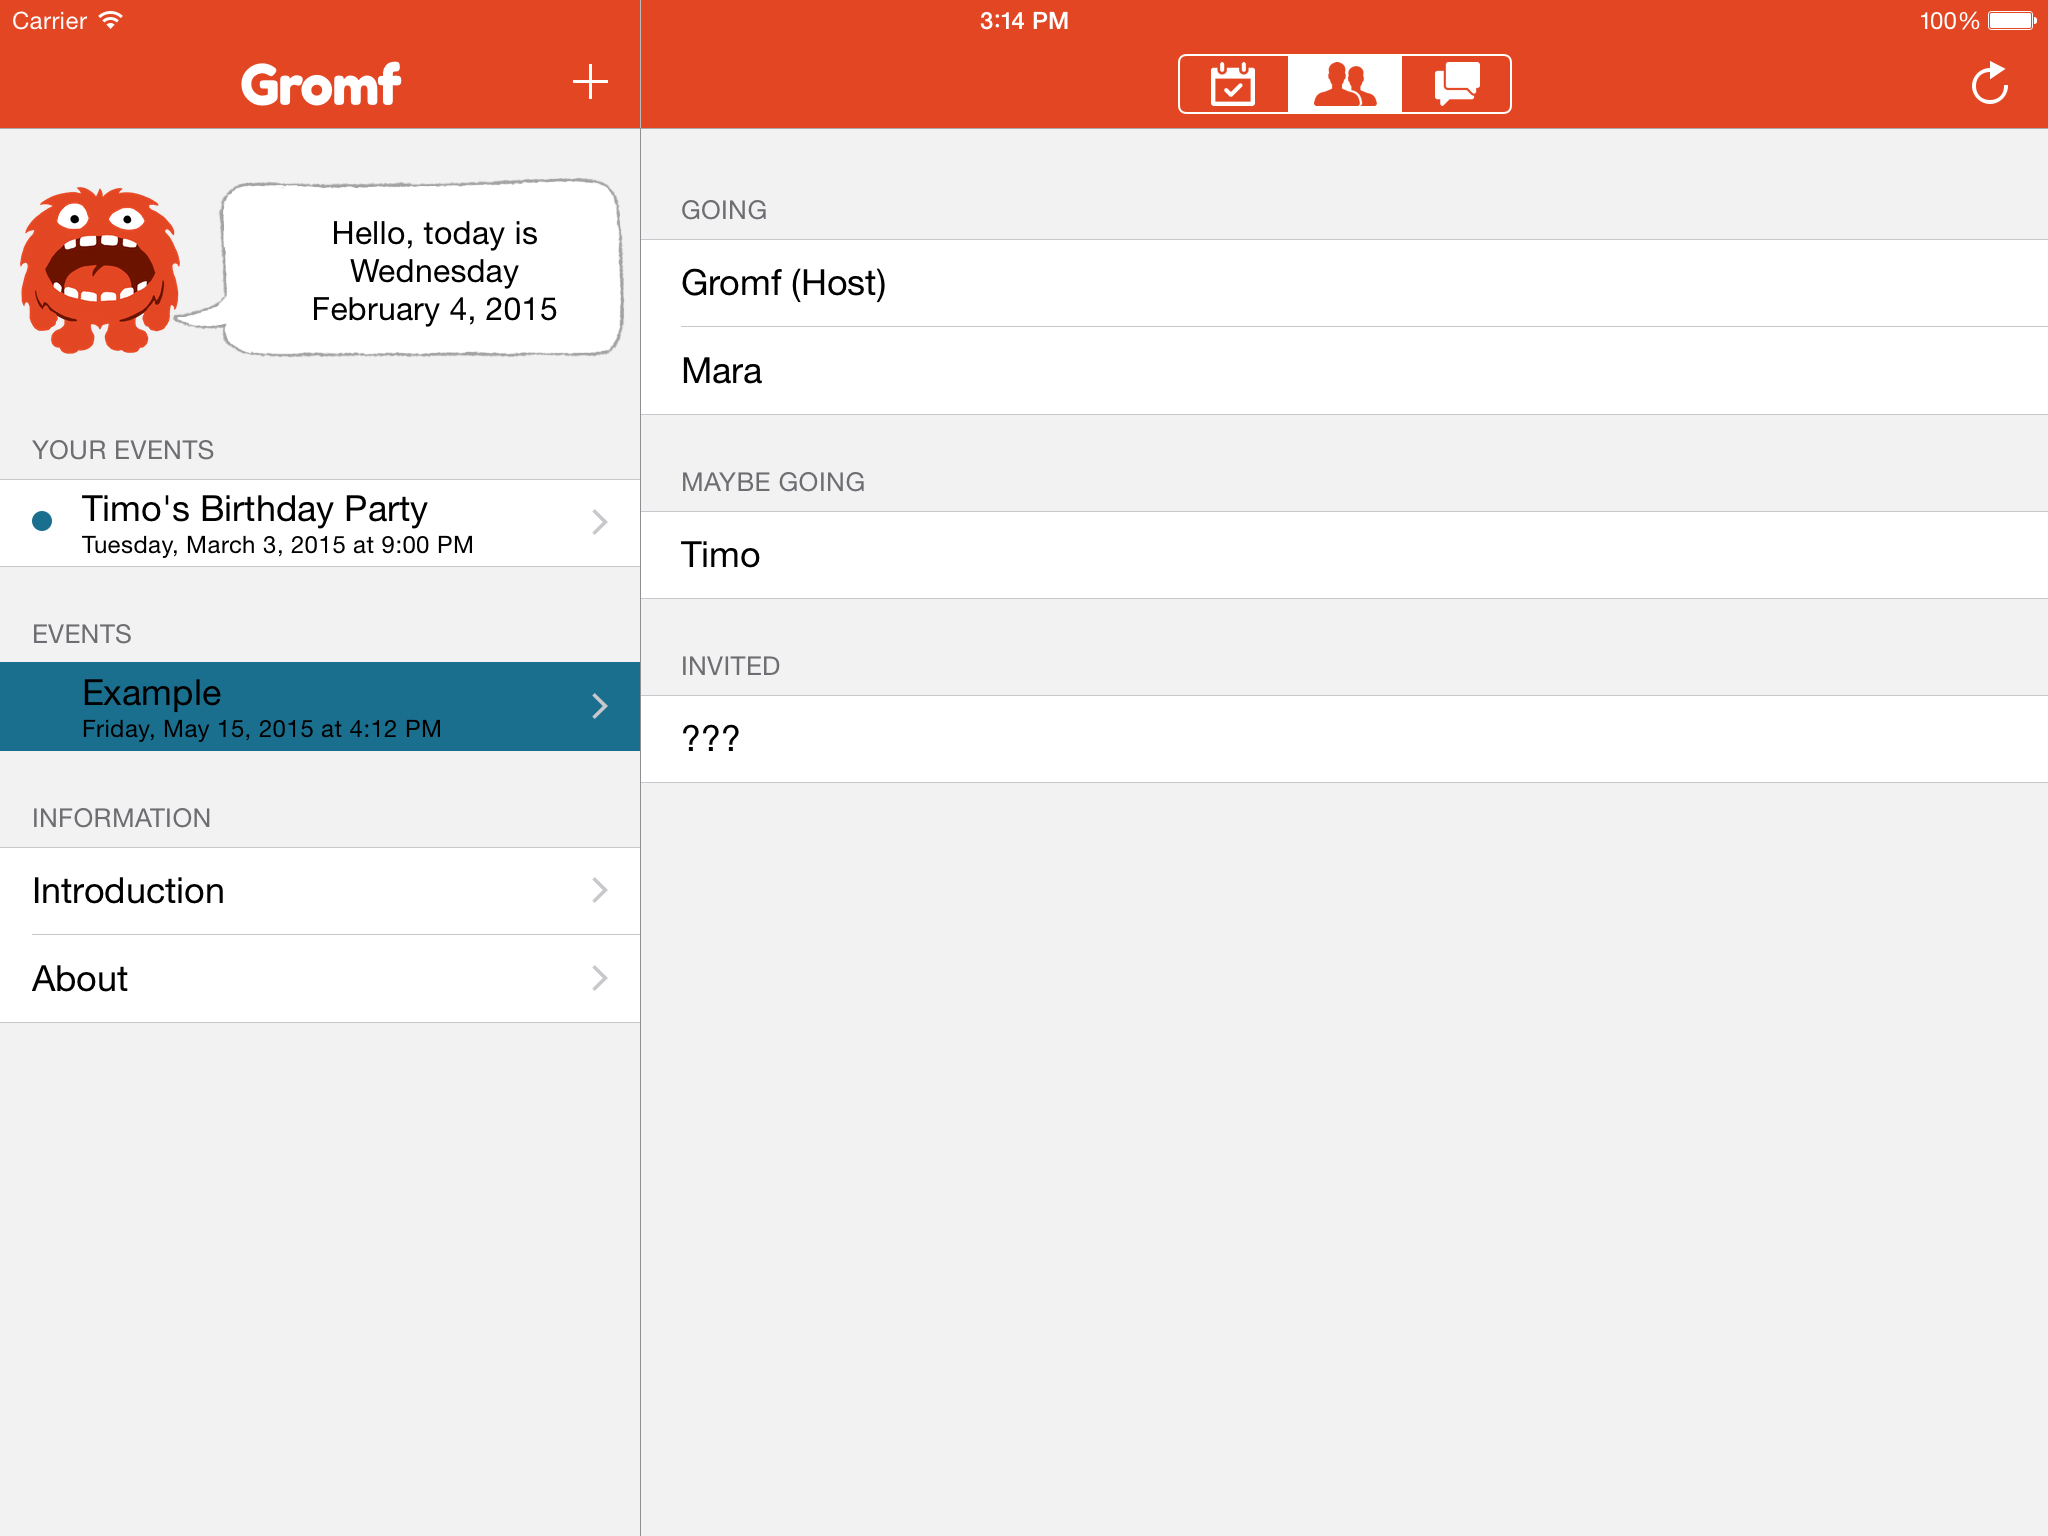 Carrier
3:14 PM
100%
Gromf
Hello, today is
Wednesday
February 4, 2015
YOUR EVENTS
Timo's Birthday Party
Tuesday, March 3, 2015 at 9:00 PM
EVENTS
Example
Friday, May 15, 2015 at 4:12 PM
INFORMATION
Introduction
About
GOING
Gromf (Host)
Mara
MAYBE GOING
Timo
INVITED
???